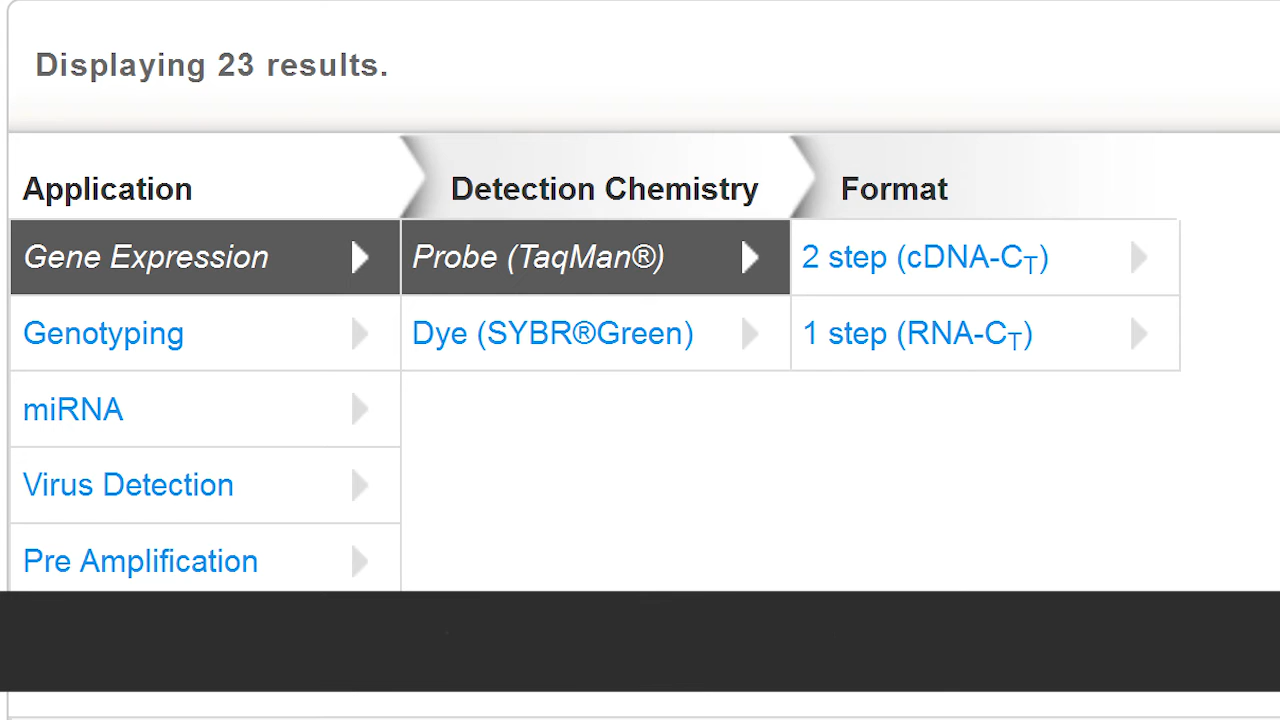 Displaying 23 results.
Application
Detection Chemistry
Format
Gene Expression
Probe (TaqMan®)
2 step (cDNA-CT)
Genotyping
Dye (SYBR®Green)
1 step (RNA-CT)
miRNA
Virus Detection
Pre Amplification